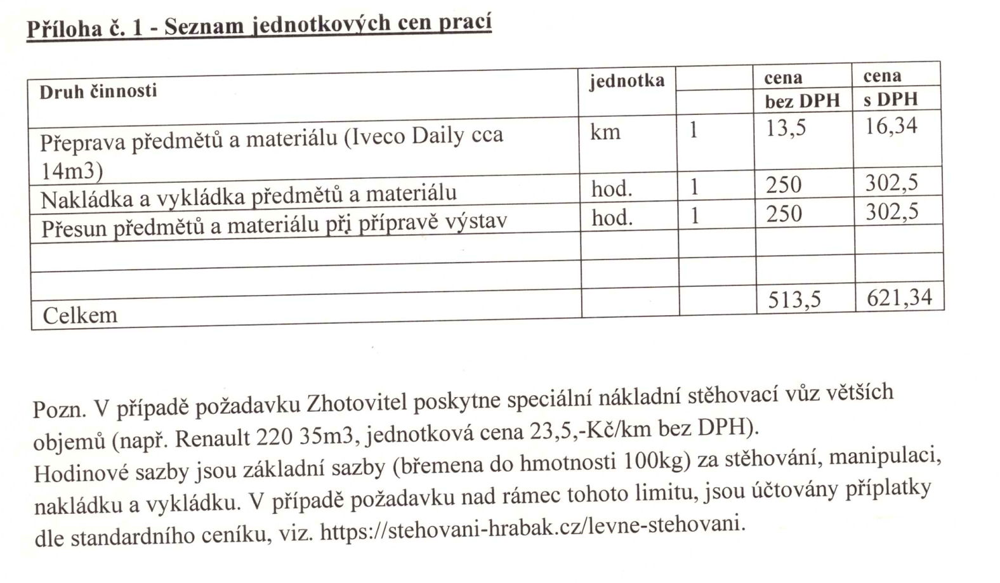 Příloha č. 1 - Seznam jednotkových cen prací
Druh činnosti jednotka cena cena
bez DPH s DPH
Přeprava předmětů a materiálu (Iveco Daily cca km 1 13,5 16,34
14m3)
Nakládka a vykládka předmětů a materiálu hod. 1 250 302,5
Přesun předmětů a materiálu při přípravě výstav hod. 1 250 302,5
Celkem 513,5 621,34
Pozn. V případě požadavku Zhotovitel poskytne speciální nákladní stěhovací vůz větších
objemů (např. Renault 220 35m3, jednotková cena 23,5,-Kč/km bez DPH).
Hodinové sazby jsou základní sazby (břemena do hmotnosti 100kg) za stěhování, manipulaci,
nakládku a vykládku. V případě požadavku nad rámec tohoto limitu, jsou účtovány příplatky
dle standardního ceníku, viz. https://stehovani-hrabak.cz/levne-stehovani.